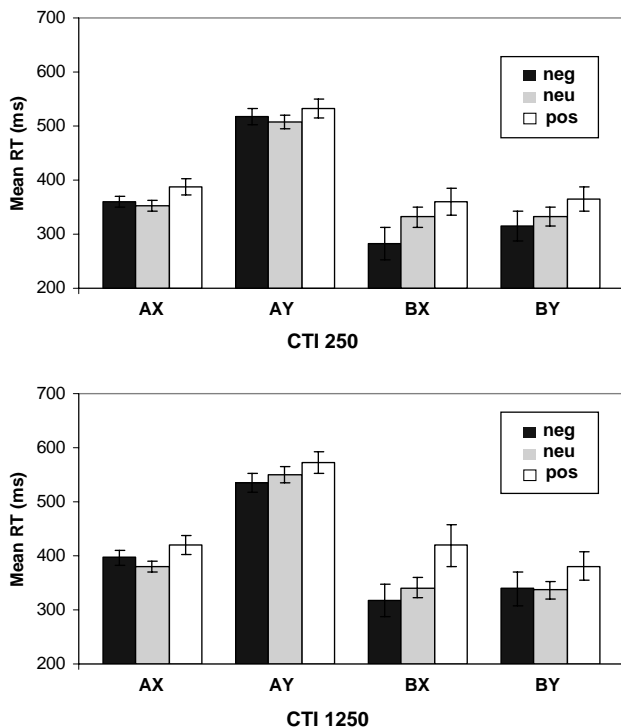 700
600
500
400
300
200
Mean RT (ms)
neg
neu
pos
AX AY BX BY
CTI 250
700
600
500
400
300
200
Mean RT (ms)
neg
neu
pos
AX AY BX BY
CTI 1250